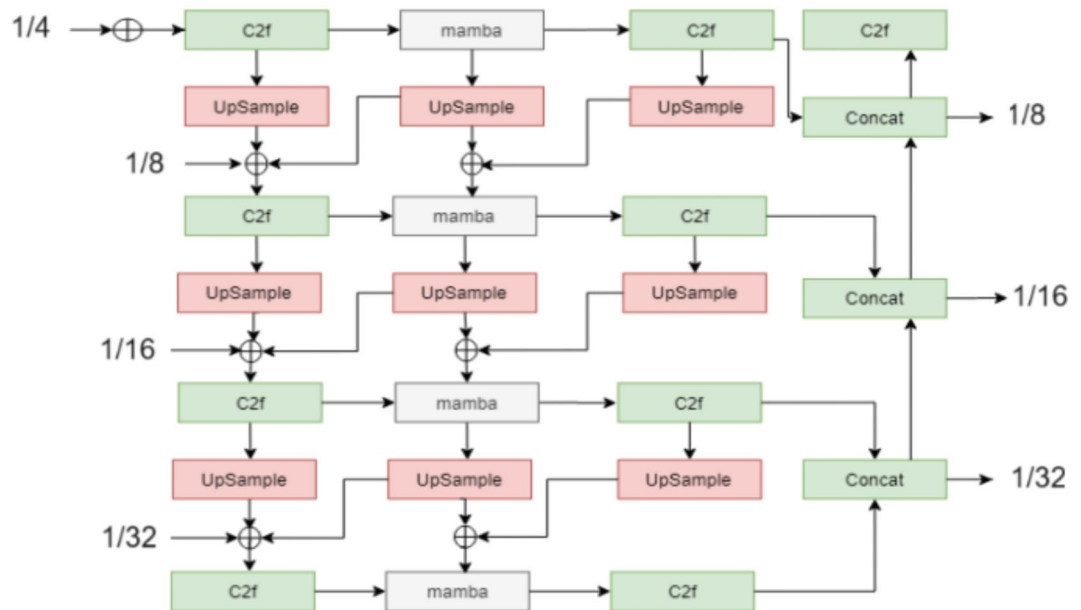 1/4 C2f mamba C2f C2f
UpSample UpSample UpSample Concat 1/8
1/8
C2f mamba C2f
UpSample UpSample UpSample Concat 1/16
1/16
C2f mamba C2f
UpSample UpSample UpSample Concat 1/32
1/32
C2f mamba C2f